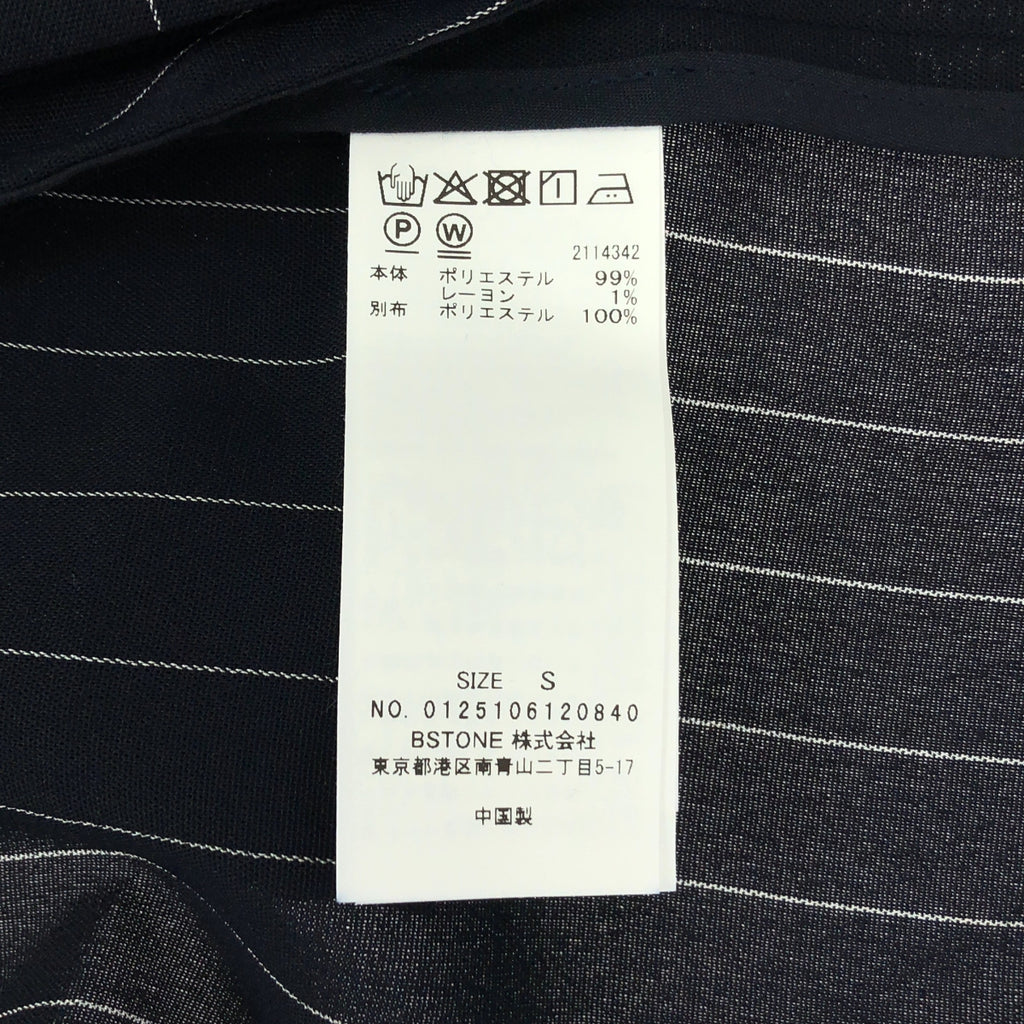 P W
2114342
本体 ポリエステル 99%
レーヨン 1%
別布 ポリエステル 100%
SIZE S
NO. 0125106120840
BSTONE 株式会社
東京都港区南青山二丁目5-17
中国製